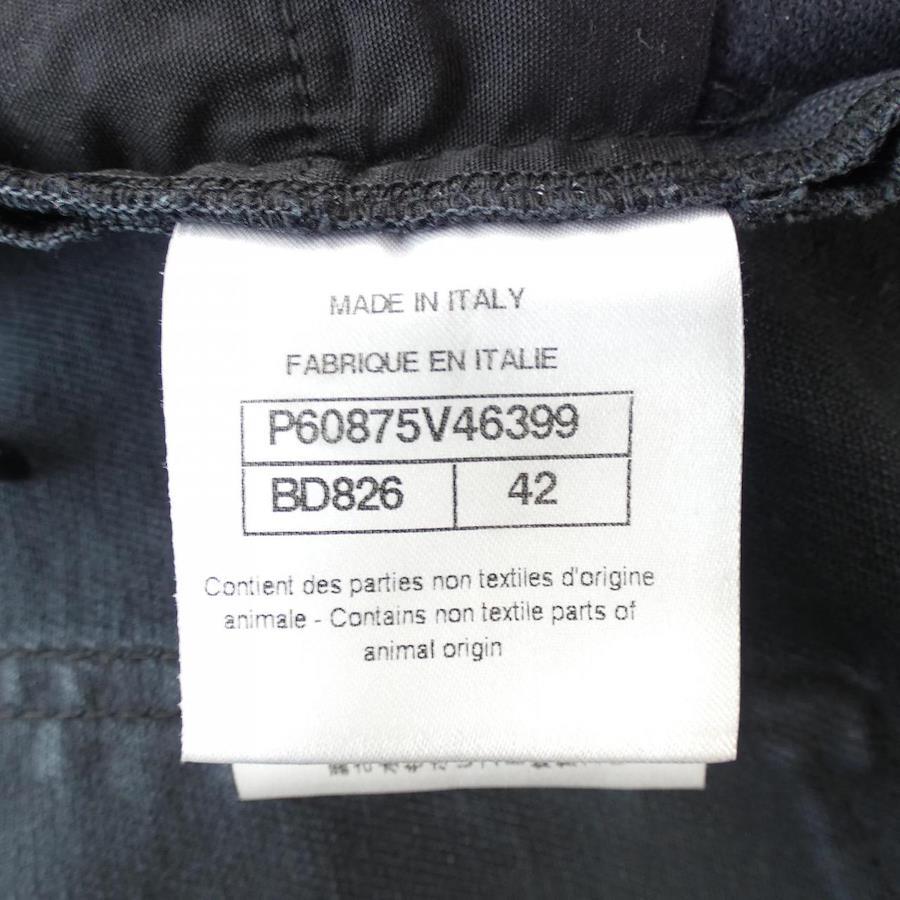 MADE IN ITALY
FABRIQUE EN ITALIE
P60875V46399
BD826 42
Contient des parties non textiles d'origine
animale - Contains non textile parts of
animal origin